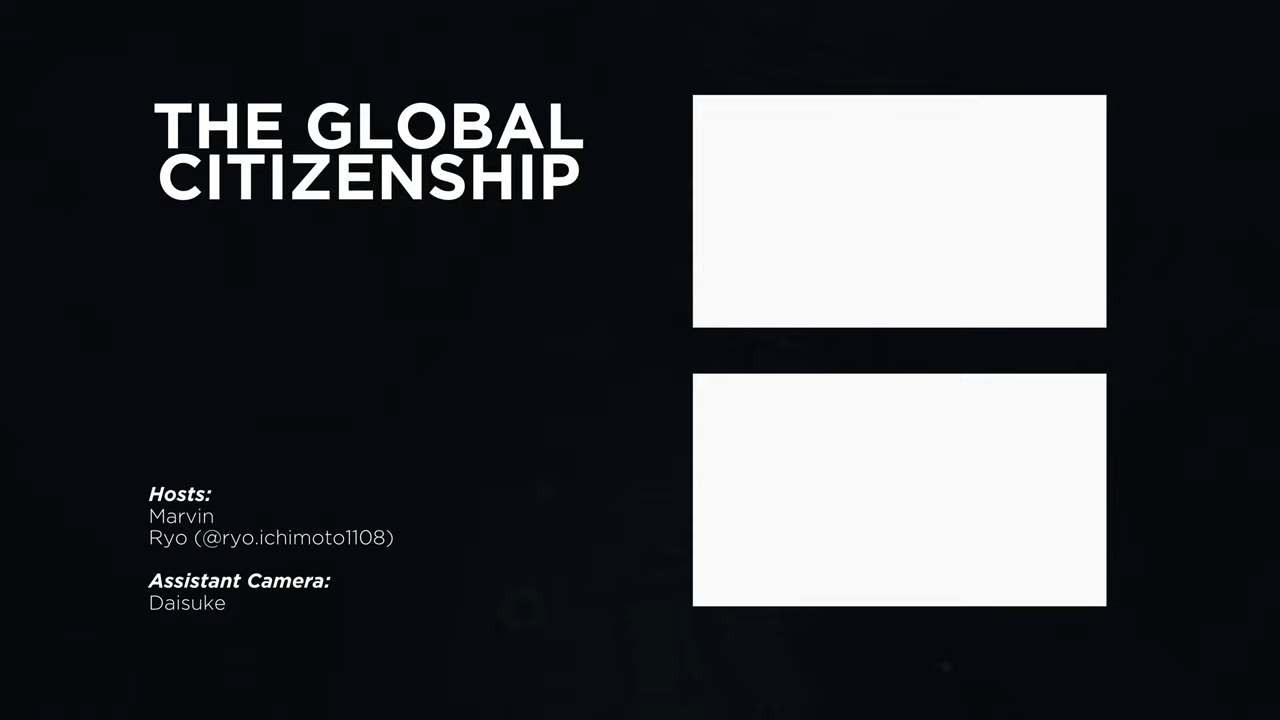 THE GLOBAL
CITIZENSHIP
Hosts:
Marvin
Ryo (@ryo.ichimoto1108)
Assistant Camera:
Daisuke